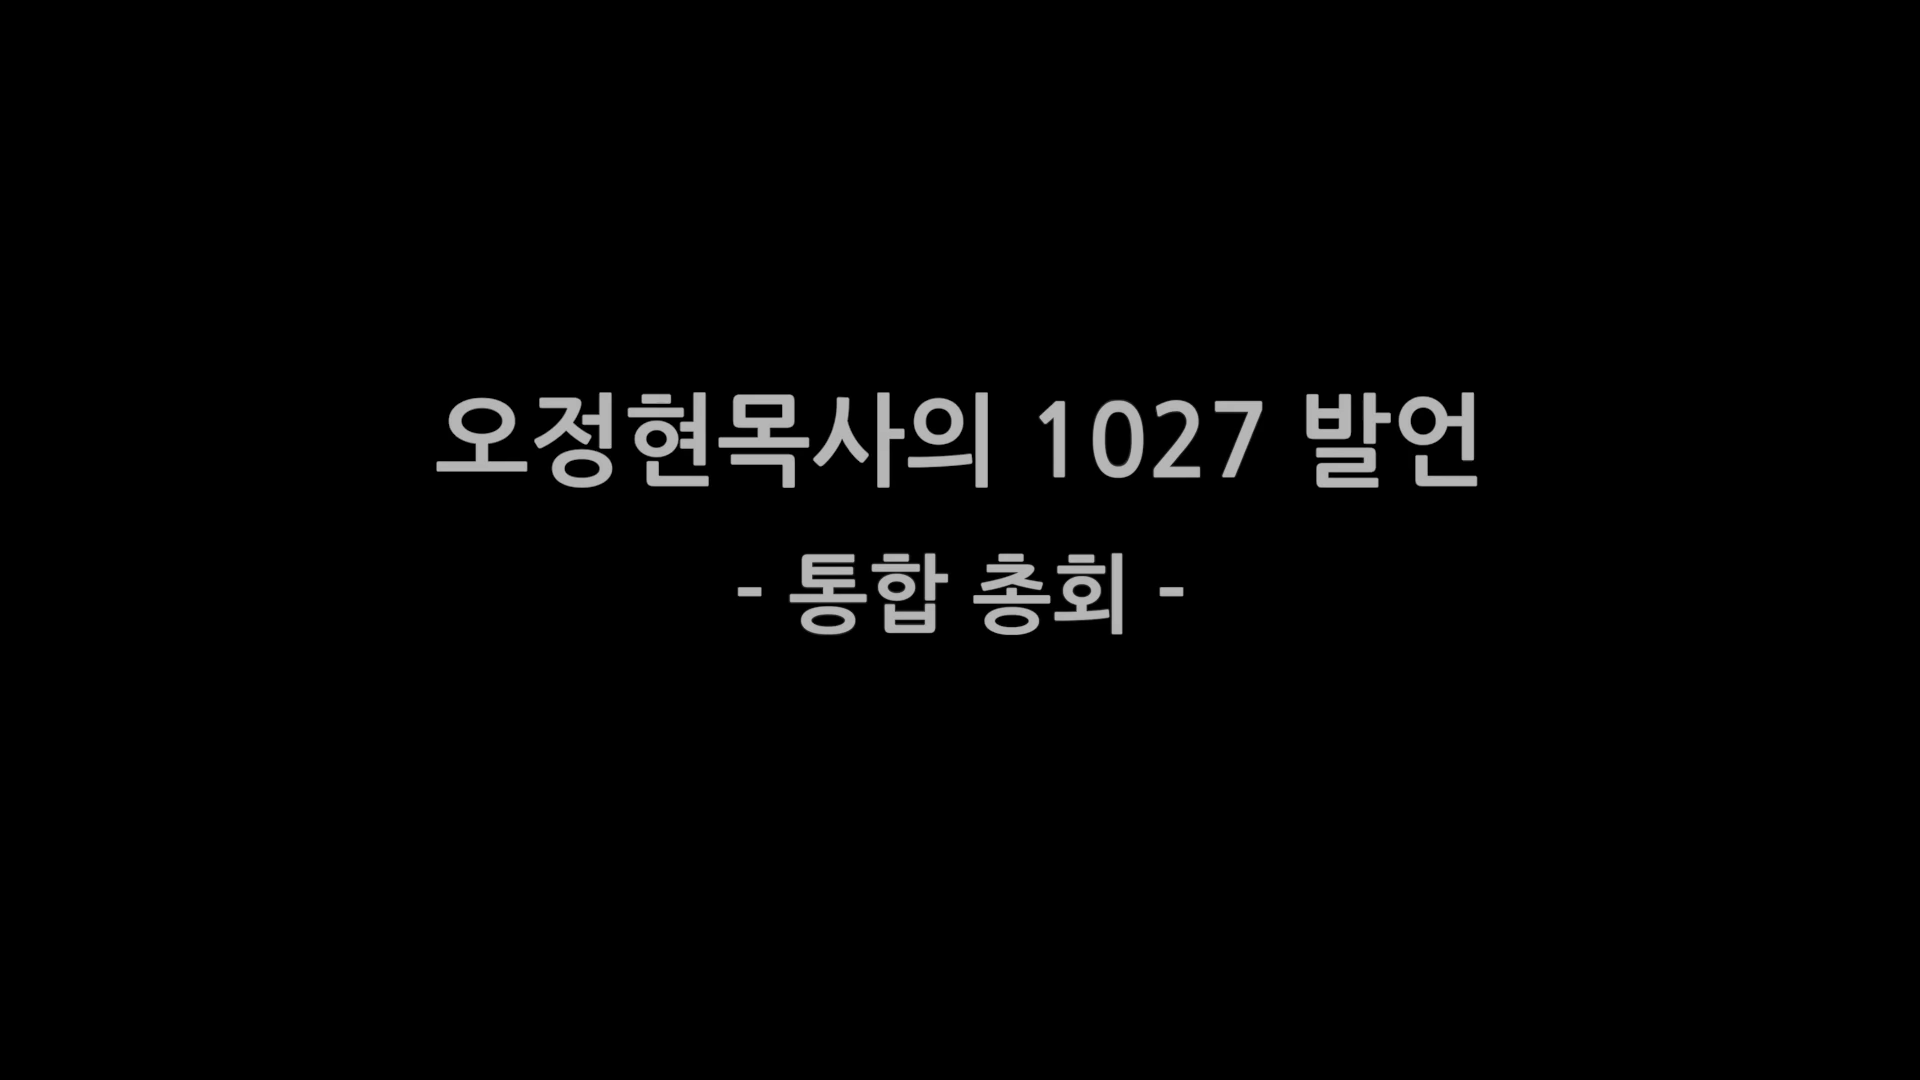 오정현목사의 1027 발언
- 통합 총회 -